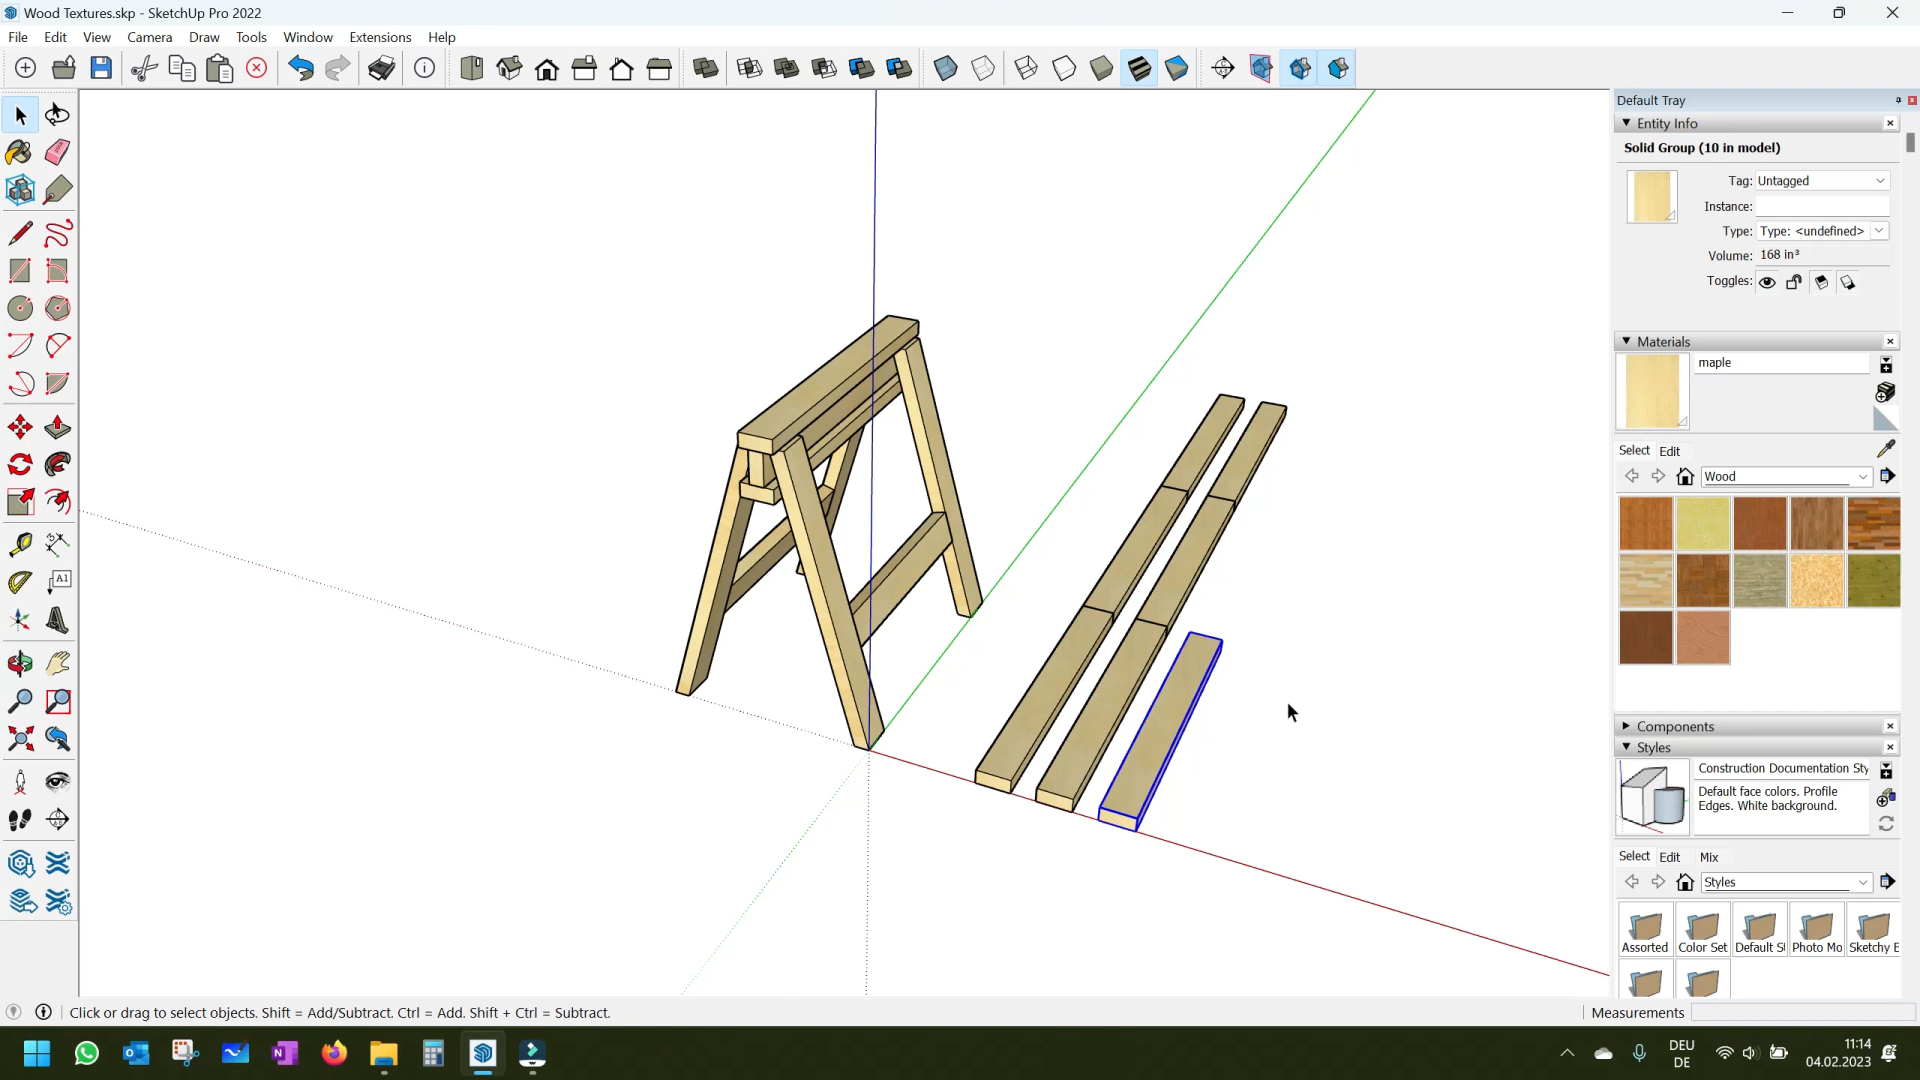 Wood Textures.skp - SketchUp Pro 2022
File Edit View Camera Draw Tools Window Extensions Help
Default Tray
Entity Info
Solid Group (10 in model)
Tag: Untagged
Instance:
Type: Type: <undefined>
Volume: 168 in³
Toggles:
Materials
maple
Select Edit
Wood
A1
Components
Styles
Construction Documentation Sty
Default face colors. Profile
Edges. White background.
Select Edit Mix
Styles
Assorted Color Set Default S Photo Mo Sketchy E
Click or drag to select objects. Shift = Add/Subtract. Ctrl = Add. Shift + Ctrl = Subtract.
Measurements
DEU
DE
11:14
04.02.2023